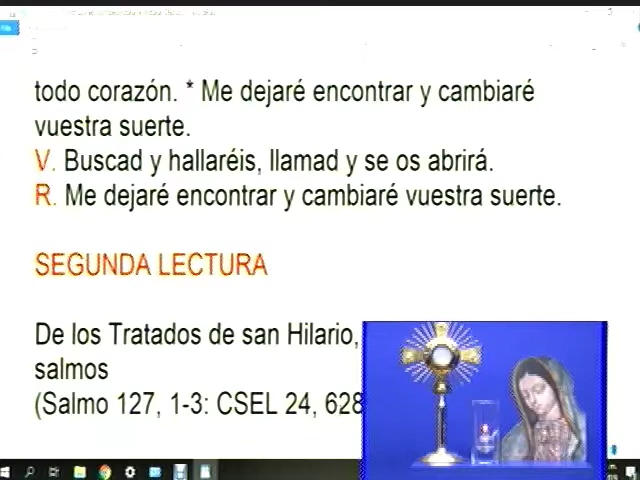 todo corazón. * Me dejaré encontrar y cambiaré
vuestra suerte.
V. Buscad y hallaréis, llamad y se os abrirá.
R. Me dejaré encontrar y cambiaré vuestra suerte.
SEGUNDA LECTURA
De los Tratados de san Hilario,
salmos
(Salmo 127, 1-3: CSEL 24, 628